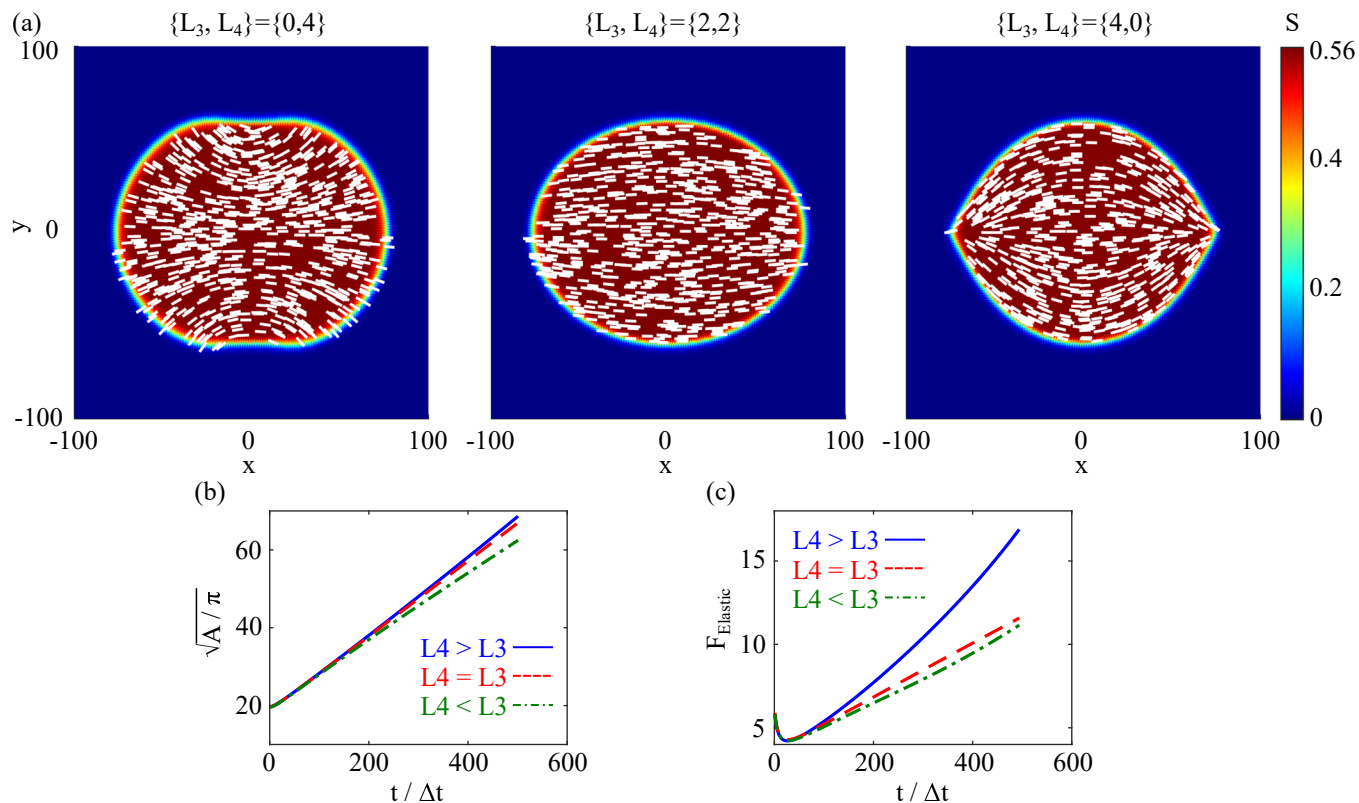 (a)
{L3, L4}={0,4}
{L3, L4}={2,2}
{L3, L4}={4,0}
S
100
0
-100
y
-100 0 100
x
-100 0 100
x
-100 0 100
x
0.56
0.4
0.2
0
(b)
60
40
20
√A / π
L4 > L3
L4 = L3
L4 < L3
0 200 400 600
t / Δt
(c)
15
10
5
FElastic
L4 > L3
L4 = L3
L4 < L3
0 200 400 600
t / Δt